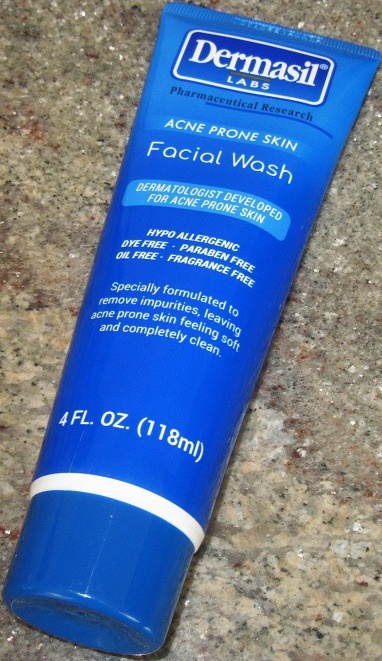 Dermasil®
LABS
Pharmaceutical Research
ACNE PRONE SKIN
Facial Wash
DERMATOLOGIST DEVELOPED
FOR ACNE PRONE SKIN
HYPO ALLERGENIC
DYE FREE · PARABEN FREE
OIL FREE · FRAGRANCE FREE
Specially formulated to
remove impurities, leaving
acne prone skin feeling soft
and completely clean.
4 FL. OZ. (118ml)